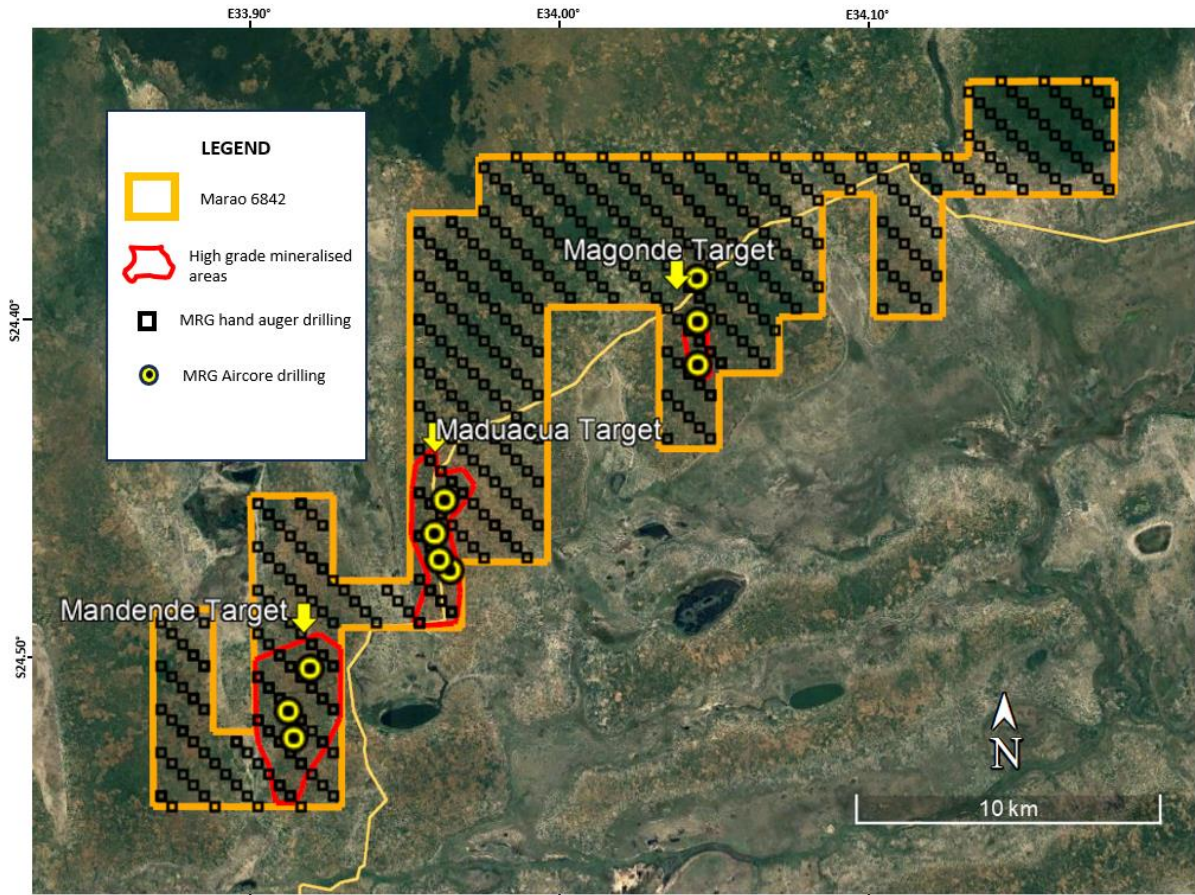 E33.90°
E34.00°
E34.10°
LEGEND
Marao 6842
High grade mineralised
areas
MRG hand auger drilling
MRG Aircore drilling
Magonde Target
S24.40°
Maduacua Target
Mandende Target
S24.50°
N
10 km